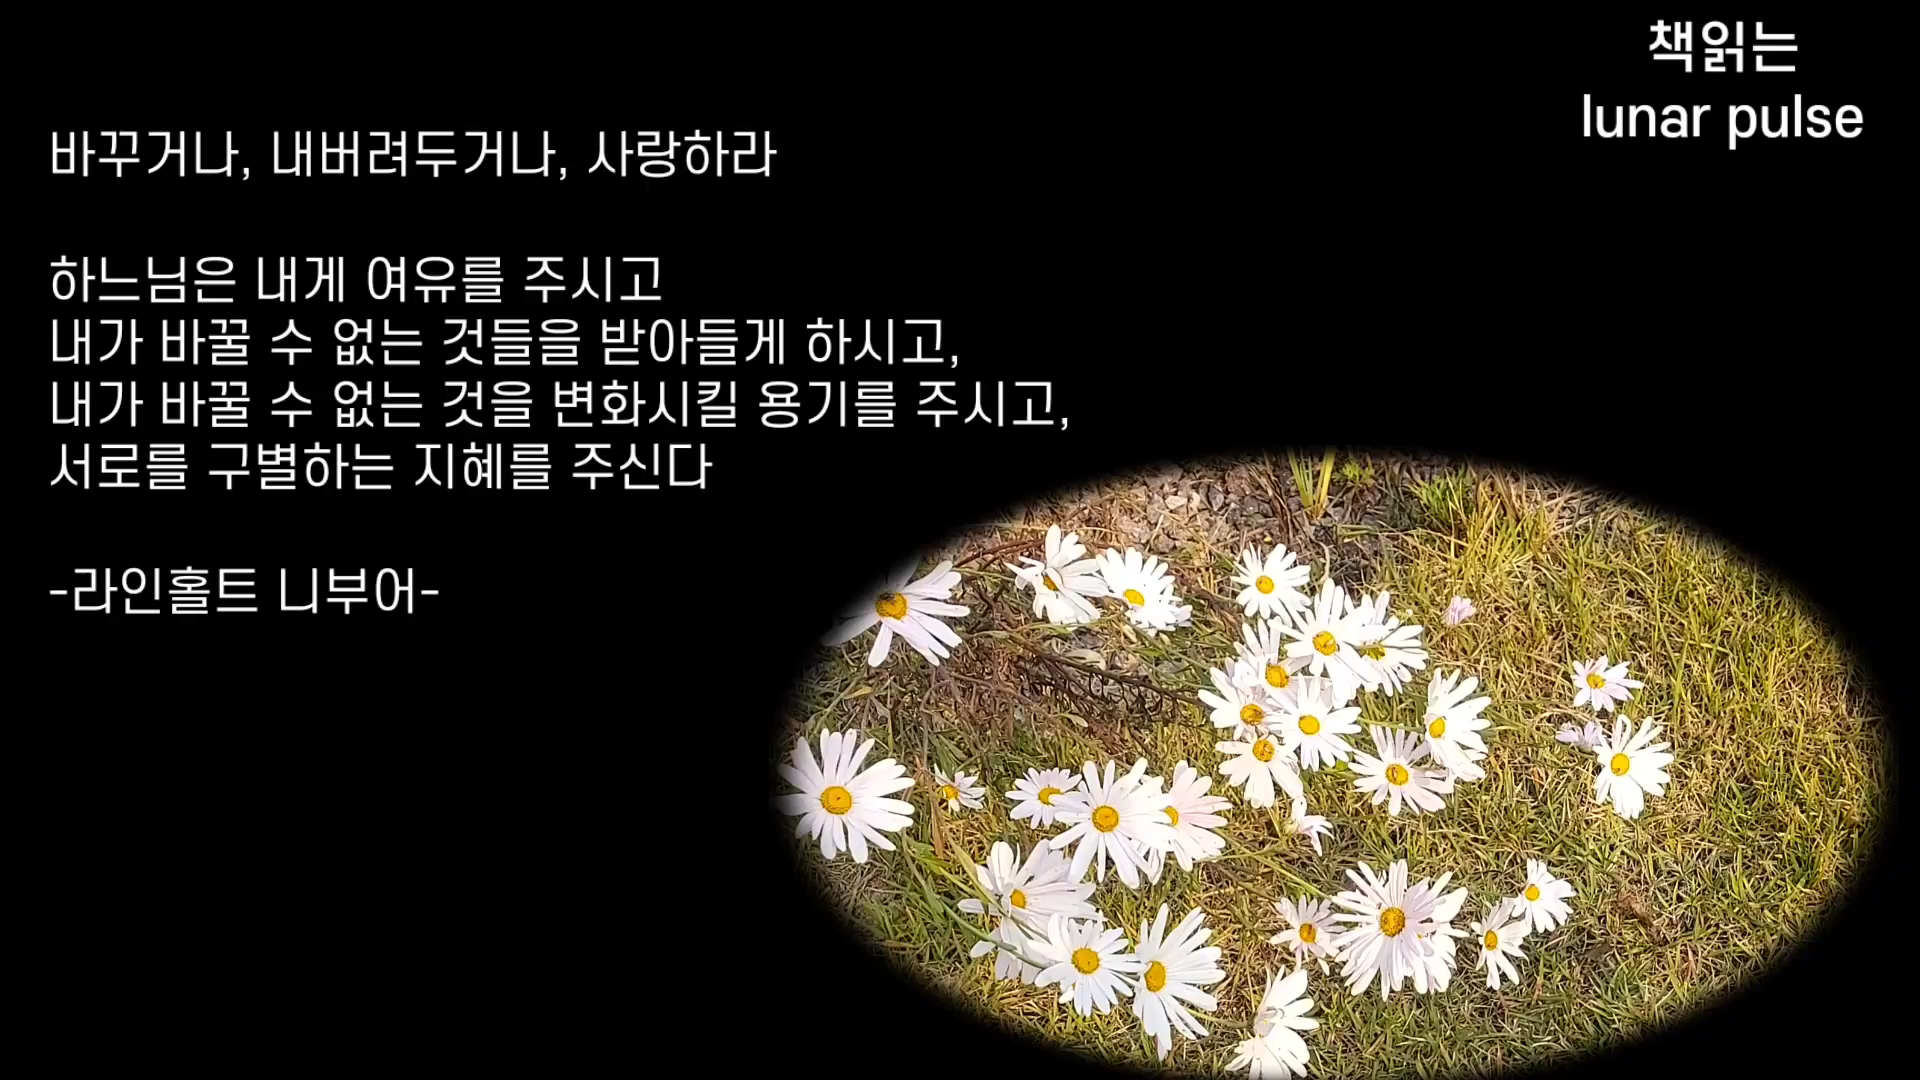 책읽는
lunar pulse
바꾸거나, 내버려두거나, 사랑하라
하느님은 내게 여유를 주시고
내가 바꿀 수 없는 것들을 받아들게 하시고,
내가 바꿀 수 없는 것을 변화시킬 용기를 주시고,
서로를 구별하는 지혜를 주신다
-라인홀트 니부어-